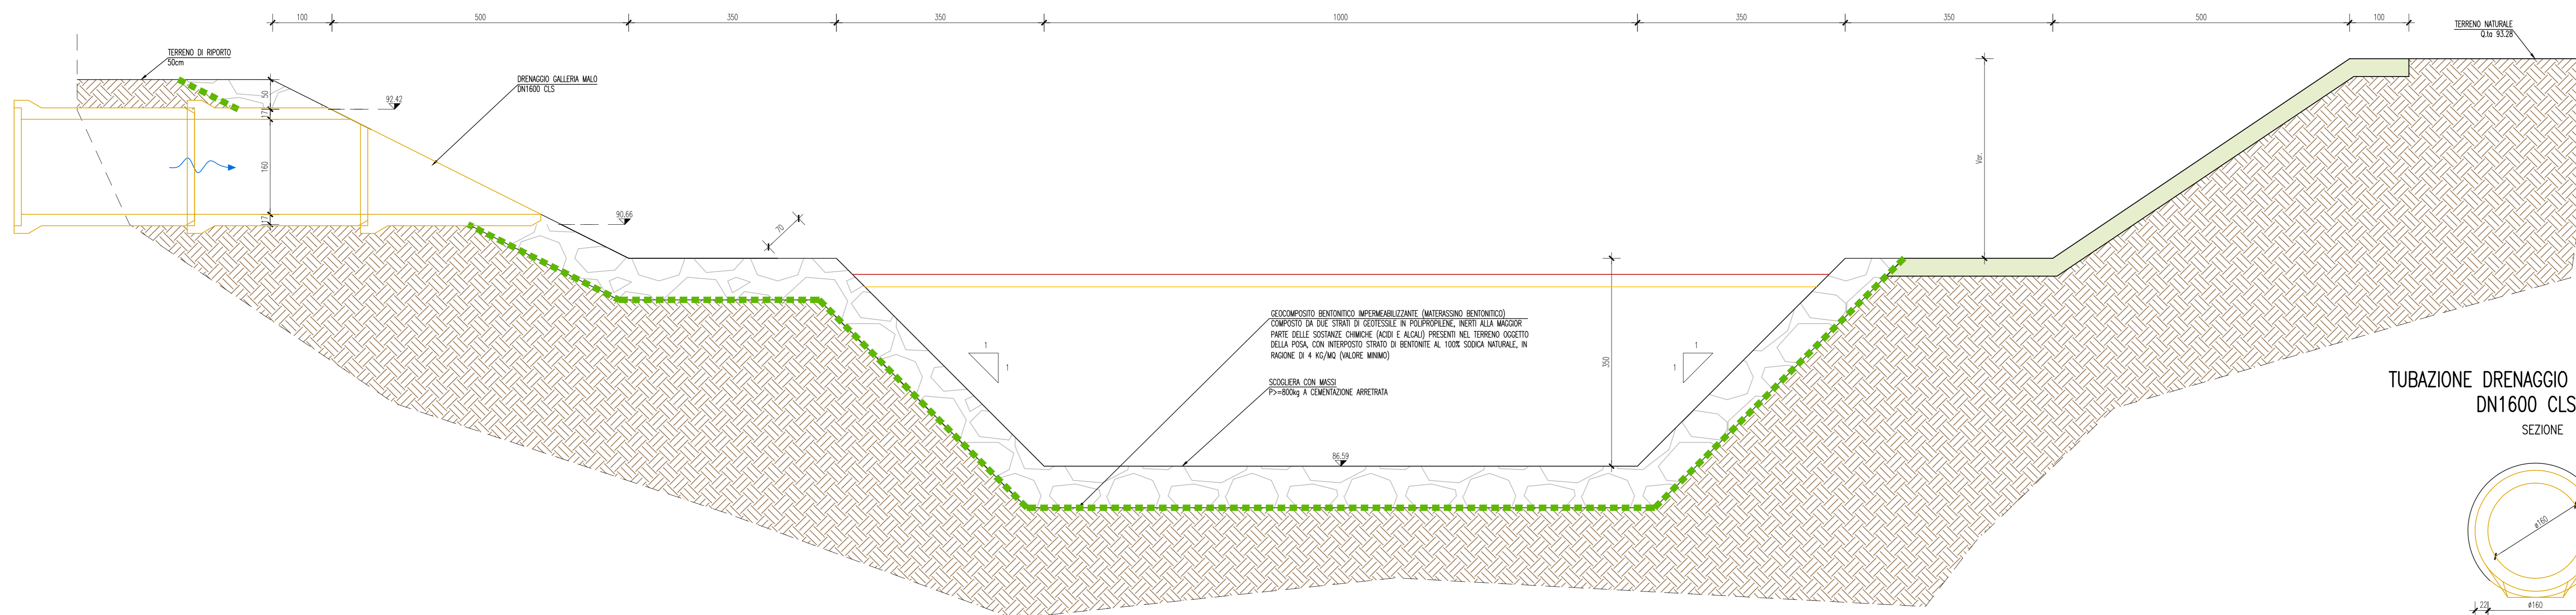 100
500
350
350
1000
350
350
500
100
TERRENO NATURALE
Q.ta 93.28
TERRENO DI RIPORTO
50cm
DRENAGGIO GALLERIA MALO
DN1600 CLS
92.42
50
17
160
17
90.66
70
Var.
GEOCOMPOSITO BENTONITICO IMPERMEABILIZZANTE (MATERASSINO BENTONITICO)
COMPOSTO DA DUE STRATI DI GEOTESSILE IN POLIPROPILENE, INERTI ALLA MAGGIOR
PARTE DELLE SOSTANZE CHIMICHE (ACIDI E ALCALI) PRESENTI NEL TERRENO OGGETTO
DELLA POSA, CON INTERPOSTO STRATO DI BENTONITE AL 100% SODICA NATURALE, IN
RAGIONE DI 4 KG/MQ (VALORE MINIMO)
1
1
1
1
350
SCOGLIERA CON MASSI
P>=800kg A CEMENTAZIONE ARRETRATA
86.59
TUBAZIONE DRENAGGIO
DN1600 CLS
SEZIONE
ø160
22
ø160